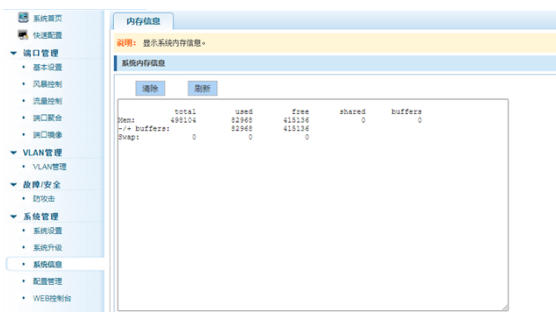 系统首页
快速配置
端口管理
基本设置
风暴控制
流量控制
端口聚合
端口镜像
VLAN管理
VLAN管理
故障/安全
防攻击
系统管理
系统设置
系统升级
系统信息
配置管理
WEB控制台
内存信息
说明： 显示系统内存信息。
系统内存信息
清除 刷新
total used free shared buffers
Mem: 498104 82968 415136 0 0
-/+ buffers: 82968 415136
Swap: 0 0 0